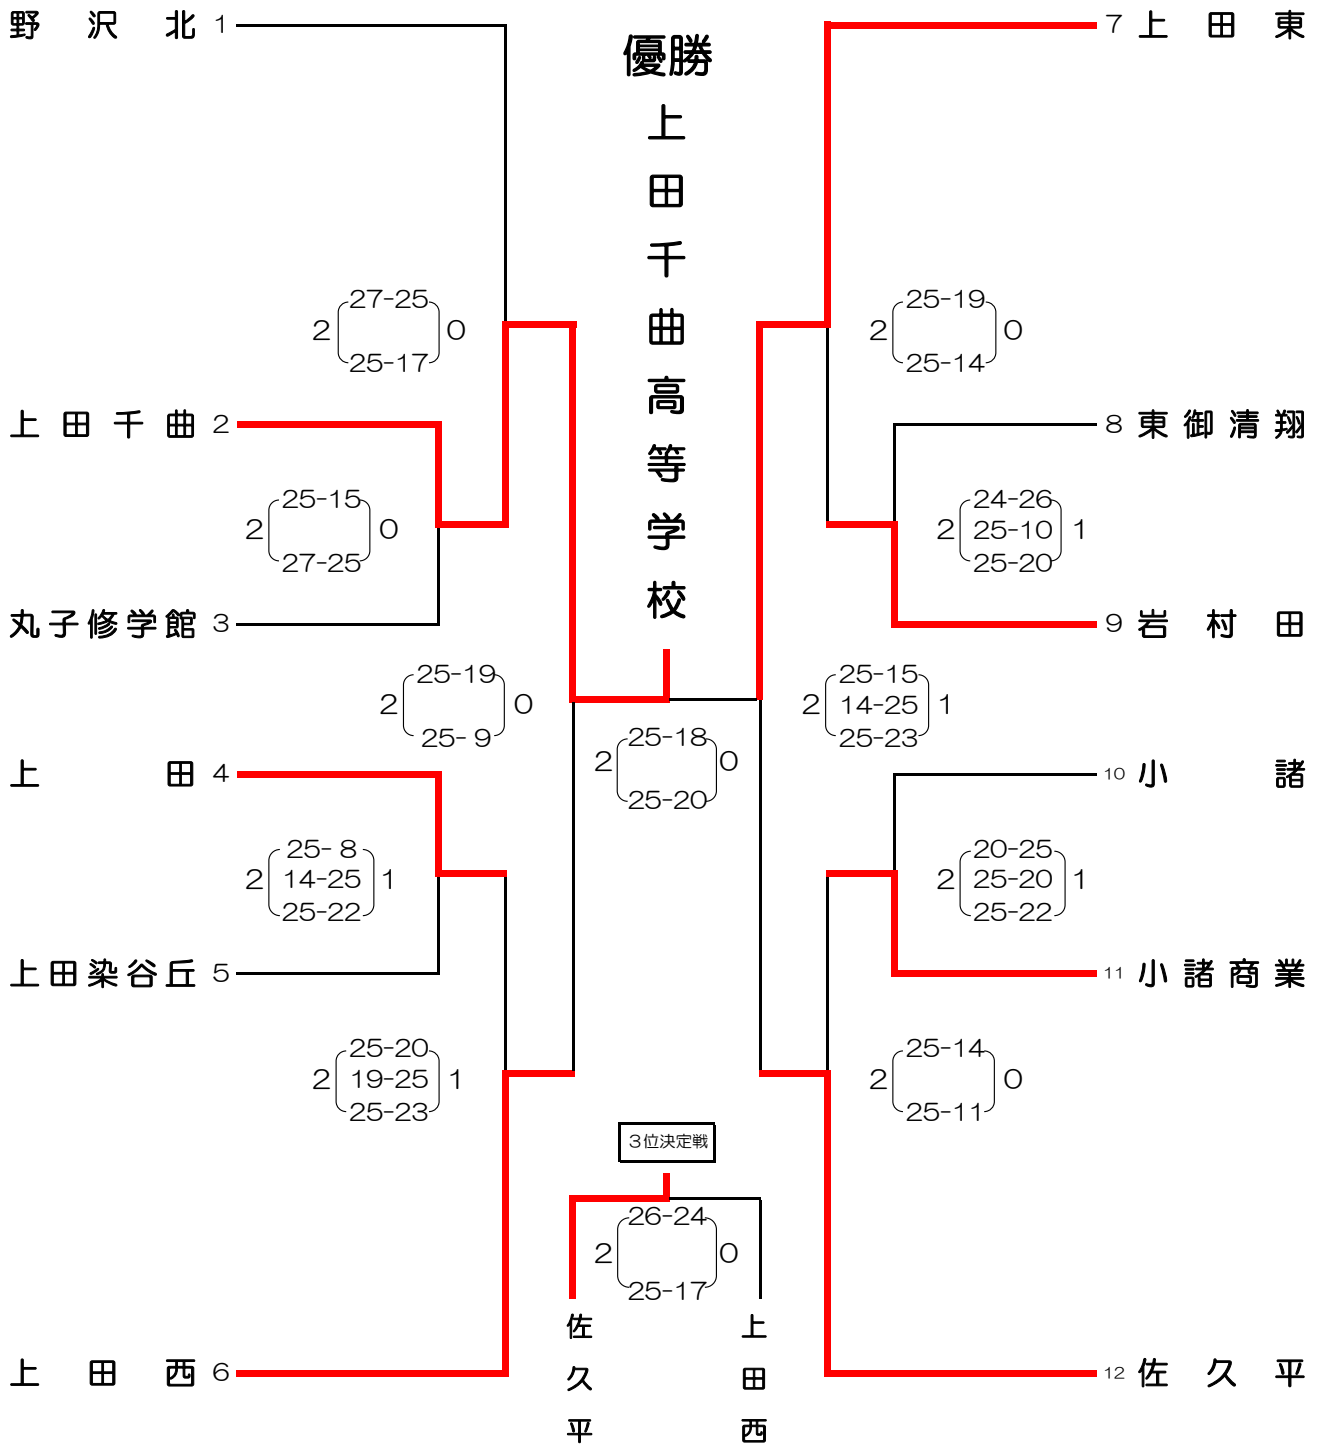 野沢北 1
7 上田東
優勝
上田千曲高等学校
27-25
2 0
25-17
25-19
2 0
25-14
上田千曲 2
8 東御清翔
25-15
2 0
27-25
24-26
2 25-10 1
25-20
丸子修学館 3
9 岩村田
25-19
2 0
25- 9
25-15
2 14-25 1
25-23
25-18
2 0
25-20
上田 4
10 小諸
25- 8
2 14-25 1
25-22
20-25
2 25-20 1
25-22
上田染谷丘 5
11 小諸商業
25-20
2 19-25 1
25-23
25-14
2 0
25-11
3位決定戦
26-24
2 0
25-17
佐久平
上田西
上田西 6
12 佐久平